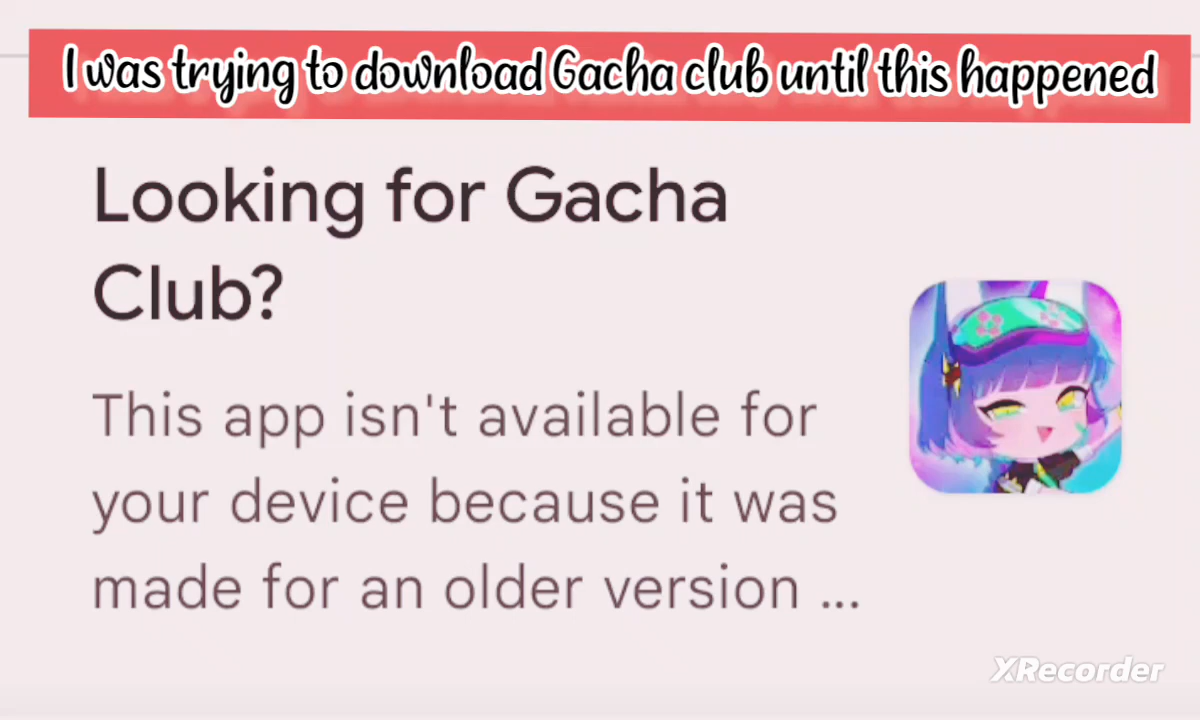 I was trying to download Gacha club until this happened
Looking for Gacha
Club?
This app isn't available for
your device because it was
made for an older version ...
XRecorder